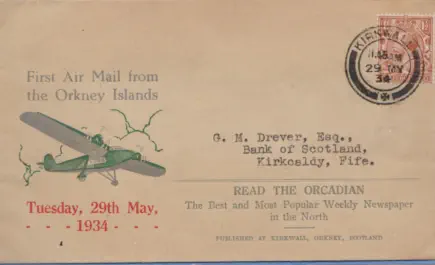 KIRKWALL
11.45AM
29 MY
34
First Air Mail from
the Orkney Islands
G. M. Drever, Esq.,
Bank of Scotland,
Kirkcaldy, Fife.
Tuesday, 29th May,
- - - 1934 - - -
READ THE ORCADIAN
The Best and Most Popular Weekly Newspaper
in the North
PUBLISHED AT KIRKWALL, ORKNEY, SCOTLAND